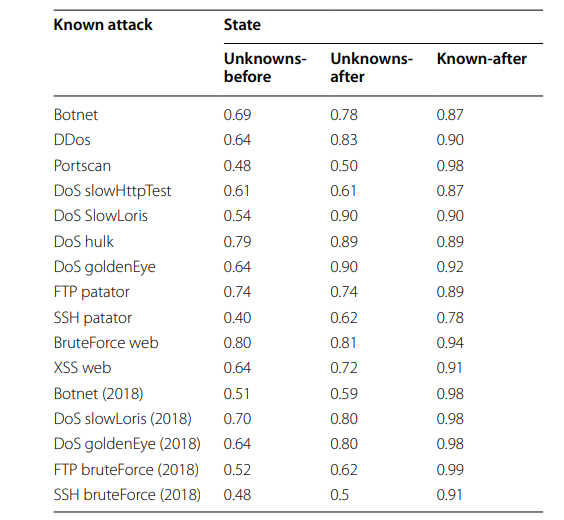 Known attack State
Unknowns- Unknowns- Known-after
before after
Botnet 0.69 0.78 0.87
DDos 0.64 0.83 0.90
Portscan 0.48 0.50 0.98
DoS slowHttpTest 0.61 0.61 0.87
DoS SlowLoris 0.54 0.90 0.90
DoS hulk 0.79 0.89 0.89
DoS goldenEye 0.64 0.90 0.92
FTP patator 0.74 0.74 0.89
SSH patator 0.40 0.62 0.78
BruteForce web 0.80 0.81 0.94
XSS web 0.64 0.72 0.91
Botnet (2018) 0.51 0.59 0.98
DoS slowLoris (2018) 0.70 0.80 0.98
DoS goldenEye (2018) 0.64 0.80 0.98
FTP bruteForce (2018) 0.52 0.62 0.99
SSH bruteForce (2018) 0.48 0.5 0.91